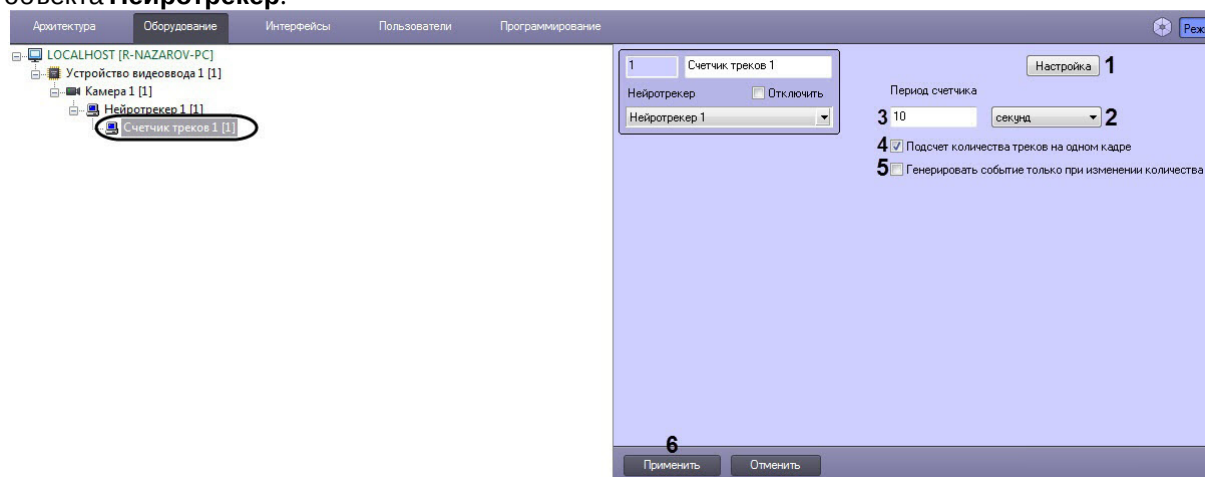 объекта Нейротрекер.
Архитектура Оборудование Интерфейсы Пользователи Программирование Реж
LOCALHOST [R-NAZAROV-PC]
Устройство видеоввода 1 [1]
Камера 1 [1]
Нейротрекер 1 [1]
Счетчик треков 1 [1]
1 Счетчик треков 1
Нейротрекер Отключить
Нейротрекер 1
Настройка 1
Период счетчика
3 10 секунд 2
4 Подсчет количества треков на одном кадре
5 Генерировать событие только при изменении количества
6
Применить Отменить